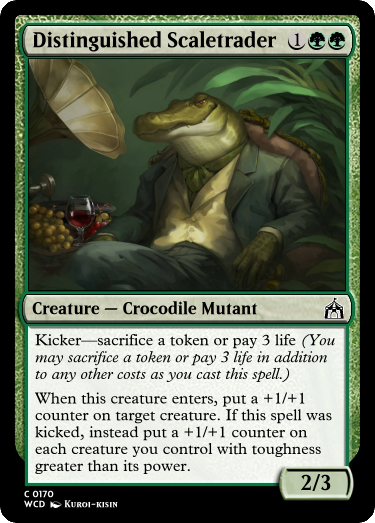 Distinguished Scaletrader 1
Creature — Crocodile Mutant
Kicker—sacrifice a token or pay 3 life (You
may sacrifice a token or pay 3 life in addition
to any other costs as you cast this spell.)
When this creature enters, put a +1/+1
counter on target creature. If this spell was
kicked, instead put a +1/+1 counter on
each creature you control with toughness
greater than its power.
2/3
C 0170
WCD Kuroi-kisin